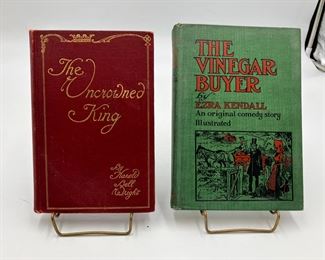 The
Uncrowned
King
By
Harold
Bell
Wright
THE
VINEGAR
BUYER
by
EZRA KENDALL
An original comedy story
Illustrated